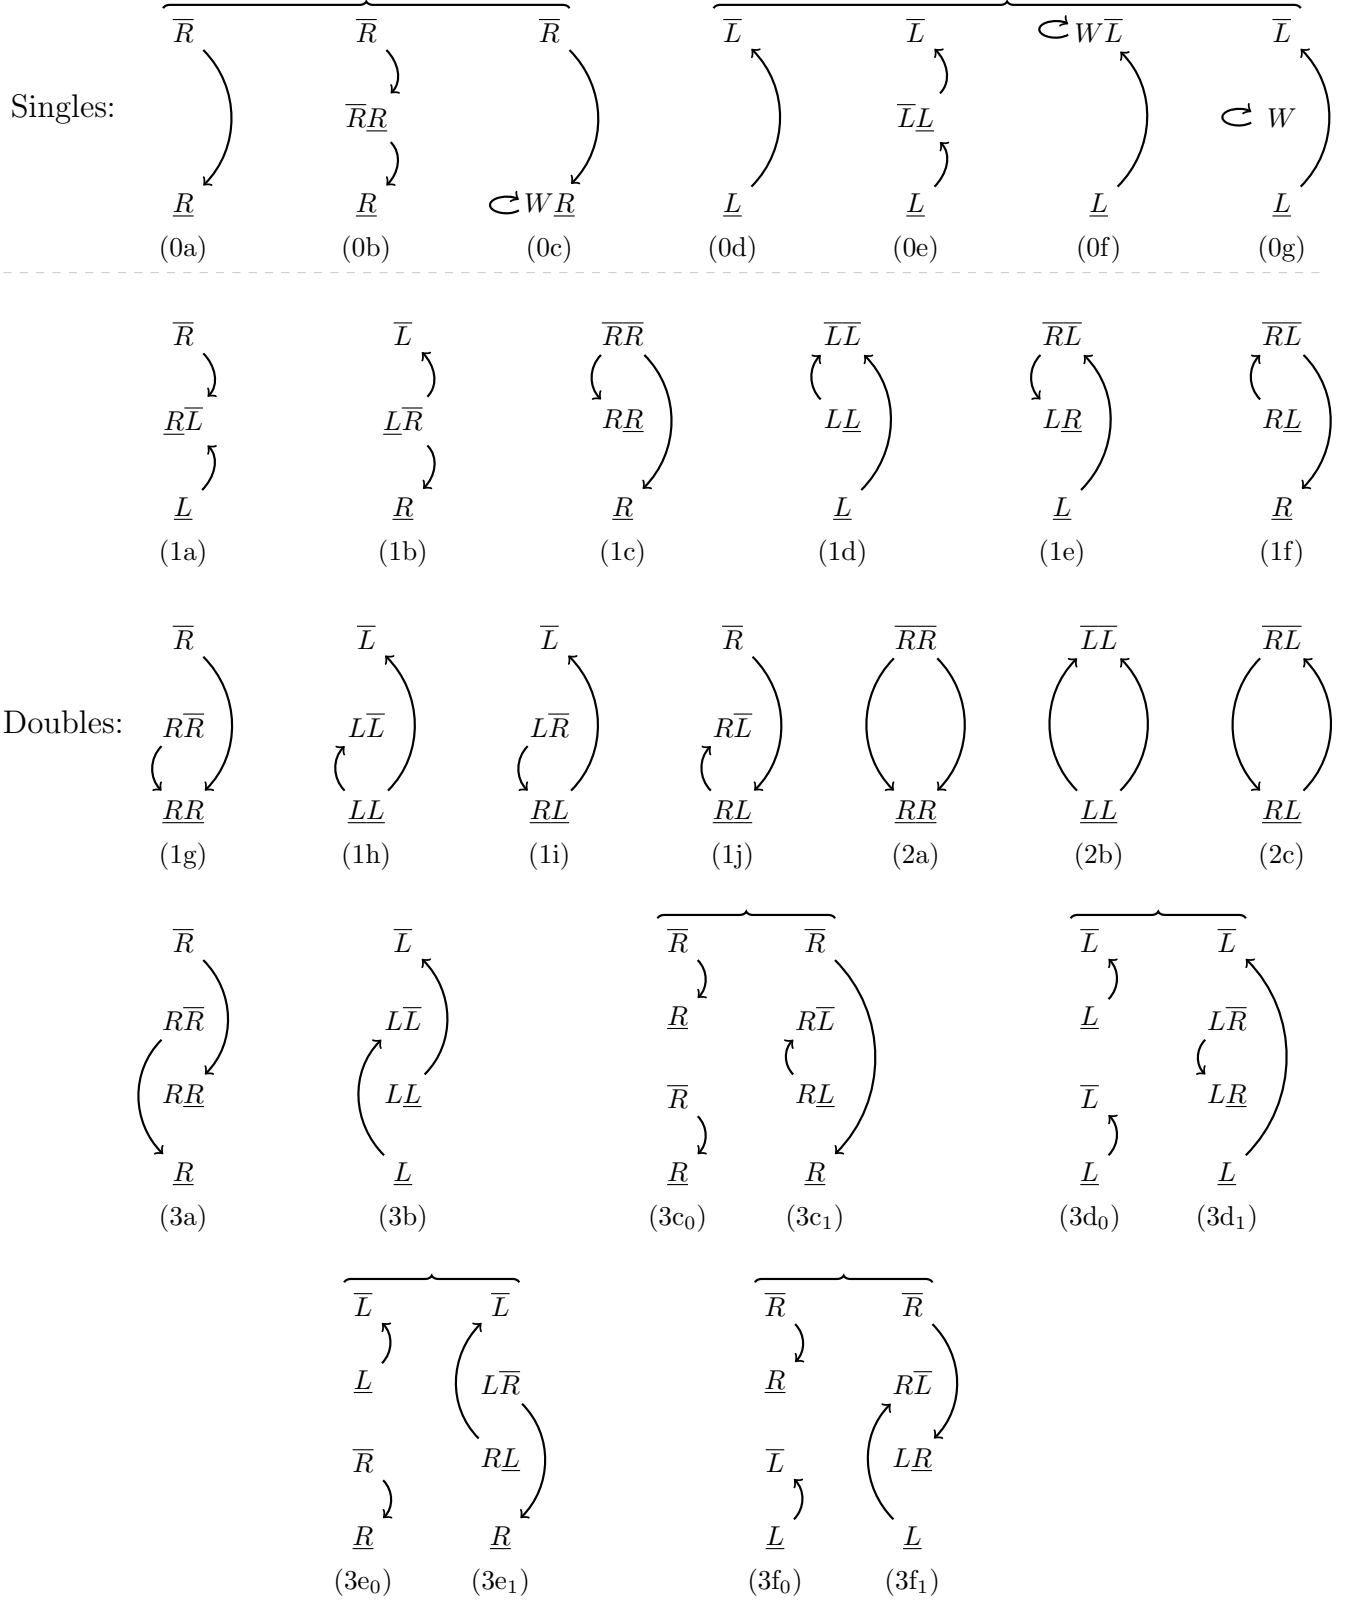 R̅ R̅ R̅ L̅ L̅ WL̅ L̅
Singles: R̅R̲ L̅L̲ W
R̲ R̲ WR̲ L̲ L̲ L̲ L̲
(0a) (0b) (0c) (0d) (0e) (0f) (0g)
R̅ L̅ R̅R̅ L̅L̅ R̅L̅ R̅L̅
R̲L̅ L̲R̅ RR̲ LL̲ LR̲ RL̲
L̲ R̲ R̲ L̲ L̲ R̲
(1a) (1b) (1c) (1d) (1e) (1f)
R̅ L̅ L̅ R̅ R̅R̅ L̅L̅ R̅L̅
Doubles: RR̅ LL̅ LR̅ RL̅
R̲R̲ L̲L̲ R̲L̲ R̲L̲ R̲R̲ L̲L̲ R̲L̲
(1g) (1h) (1i) (1j) (2a) (2b) (2c)
R̅ L̅ R̅ R̅ L̅ L̅
RR̅ LL̅ R̲ RL̅ L̲ LR̅
RR̲ LL̲ R̅ RL̲ L̅ LR̲
R̲ L̲ R̲ R̲ L̲ L̲
(3a) (3b) (3c₀) (3c₁) (3d₀) (3d₁)
L̅ L̅ R̅ R̅
L̲ LR̅ R̲ RL̅
R̅ RL̲ L̅ LR̲
R̲ R̲ L̲ L̲
(3e₀) (3e₁) (3f₀) (3f₁)